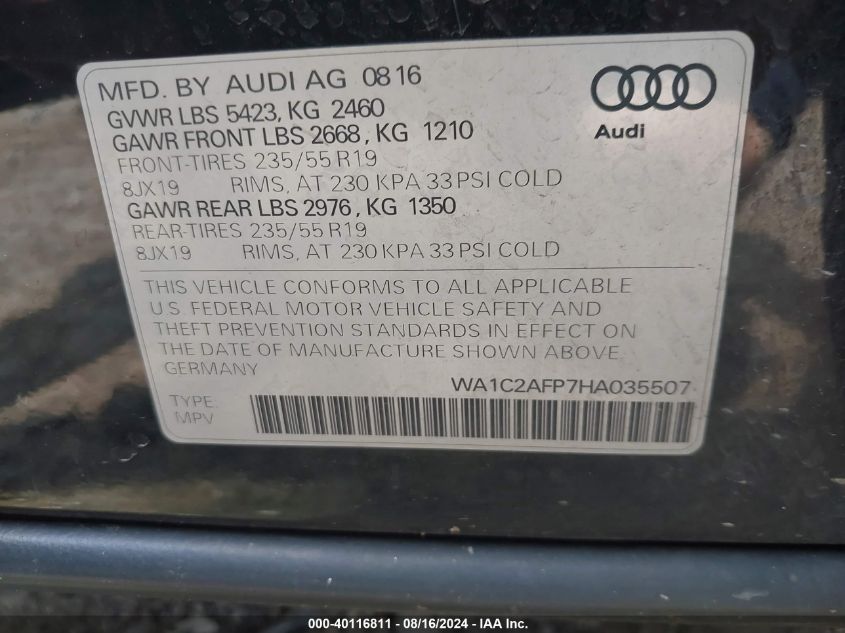 MFD. BY AUDI AG 08 16
GVWR LBS 5423, KG 2460
GAWR FRONT LBS 2668, KG 1210
FRONT-TIRES 235/55 R19
8JX19 RIMS, AT 230 KPA 33 PSI COLD
GAWR REAR LBS 2976, KG 1350
REAR-TIRES 235/55 R19
8JX19 RIMS, AT 230 KPA 33 PSI COLD
Audi
THIS VEHICLE CONFORMS TO ALL APPLICABLE
U.S. FEDERAL MOTOR VEHICLE SAFETY AND
THEFT PREVENTION STANDARDS IN EFFECT ON
THE DATE OF MANUFACTURE SHOWN ABOVE.
GERMANY
WA1C2AFP7HA035507
TYPE:
MPV
000-40116811 - 08/16/2024 - IAA Inc.